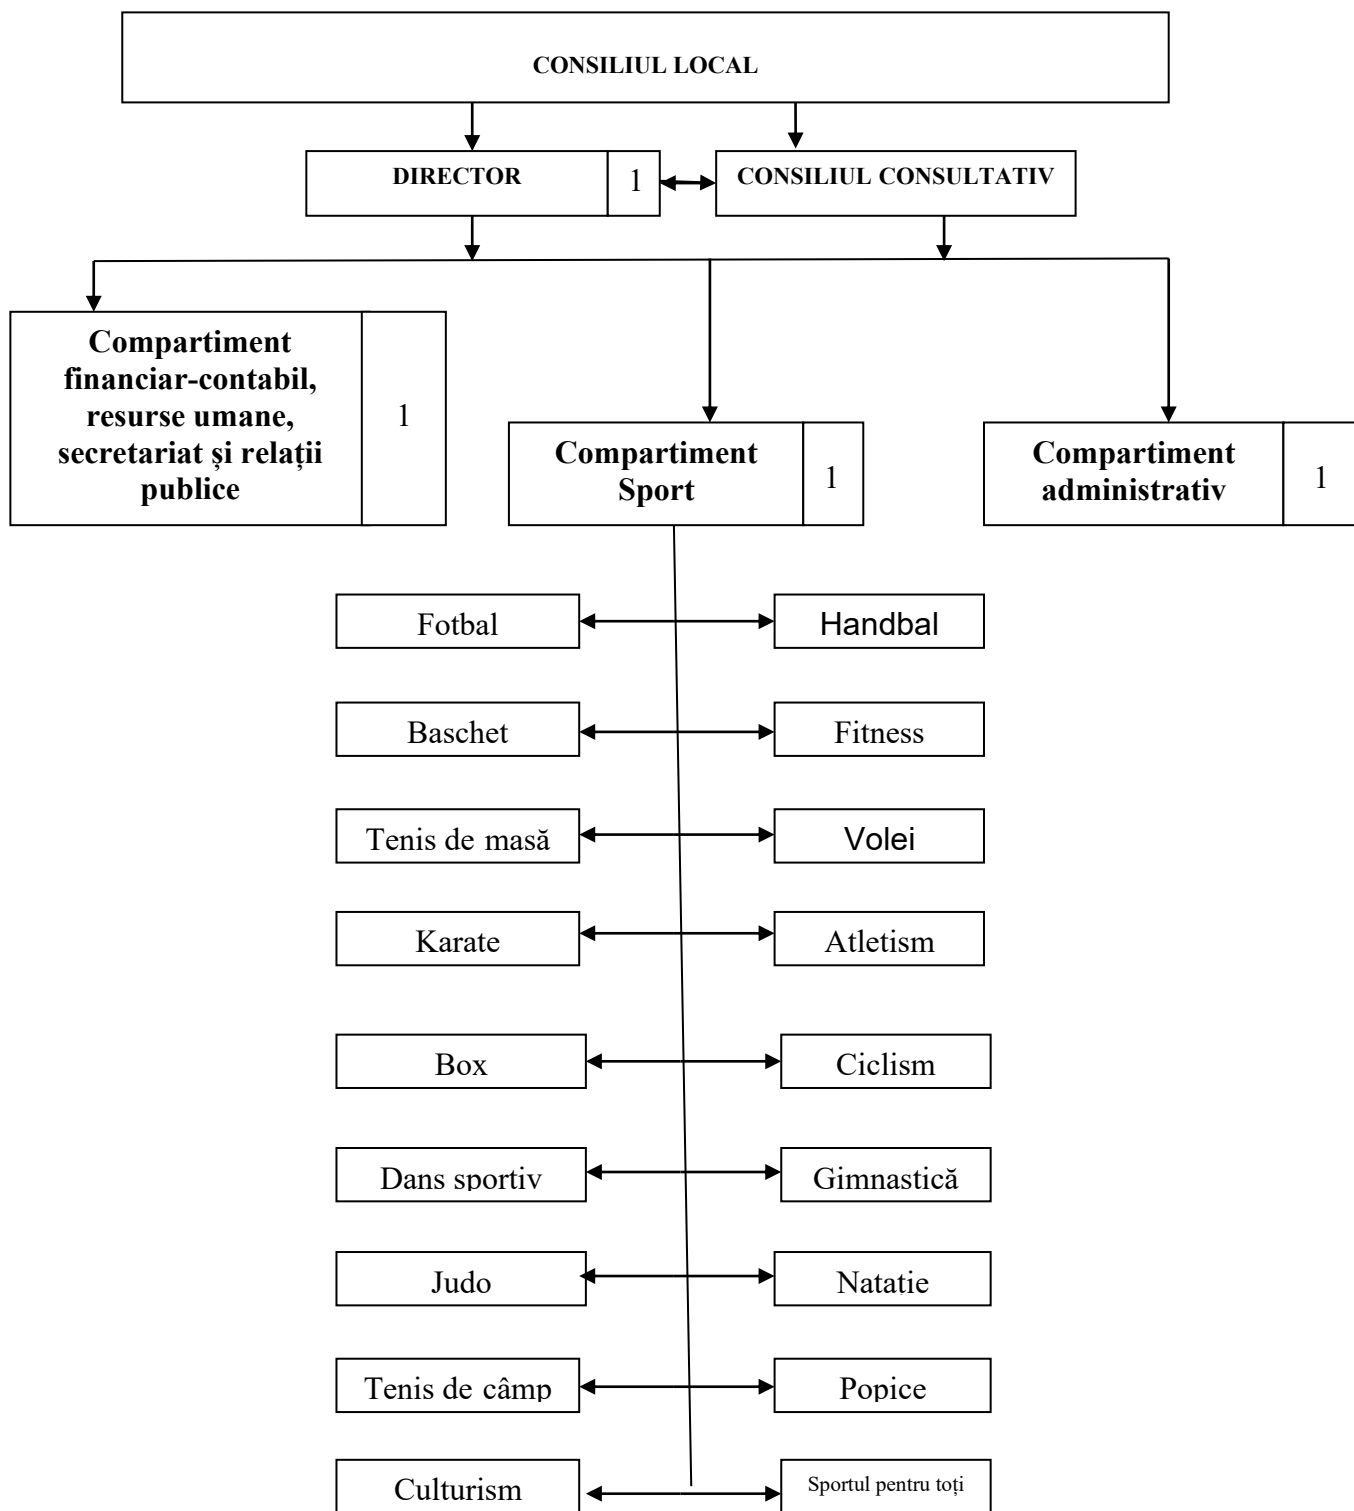 CONSILIUL LOCAL
DIRECTOR
1
CONSILIUL CONSULTATIV
Compartiment
financiar-contabil,
resurse umane,
secretariat și relații
publice
1
Compartiment
Sport
1
Compartiment
administrativ
1
Fotbal
Handbal
Baschet
Fitness
Tenis de masă
Volei
Karate
Atletism
Box
Ciclism
Dans sportiv
Gimnastică
Judo
Natație
Tenis de câmp
Popice
Culturism
Sportul pentru toți